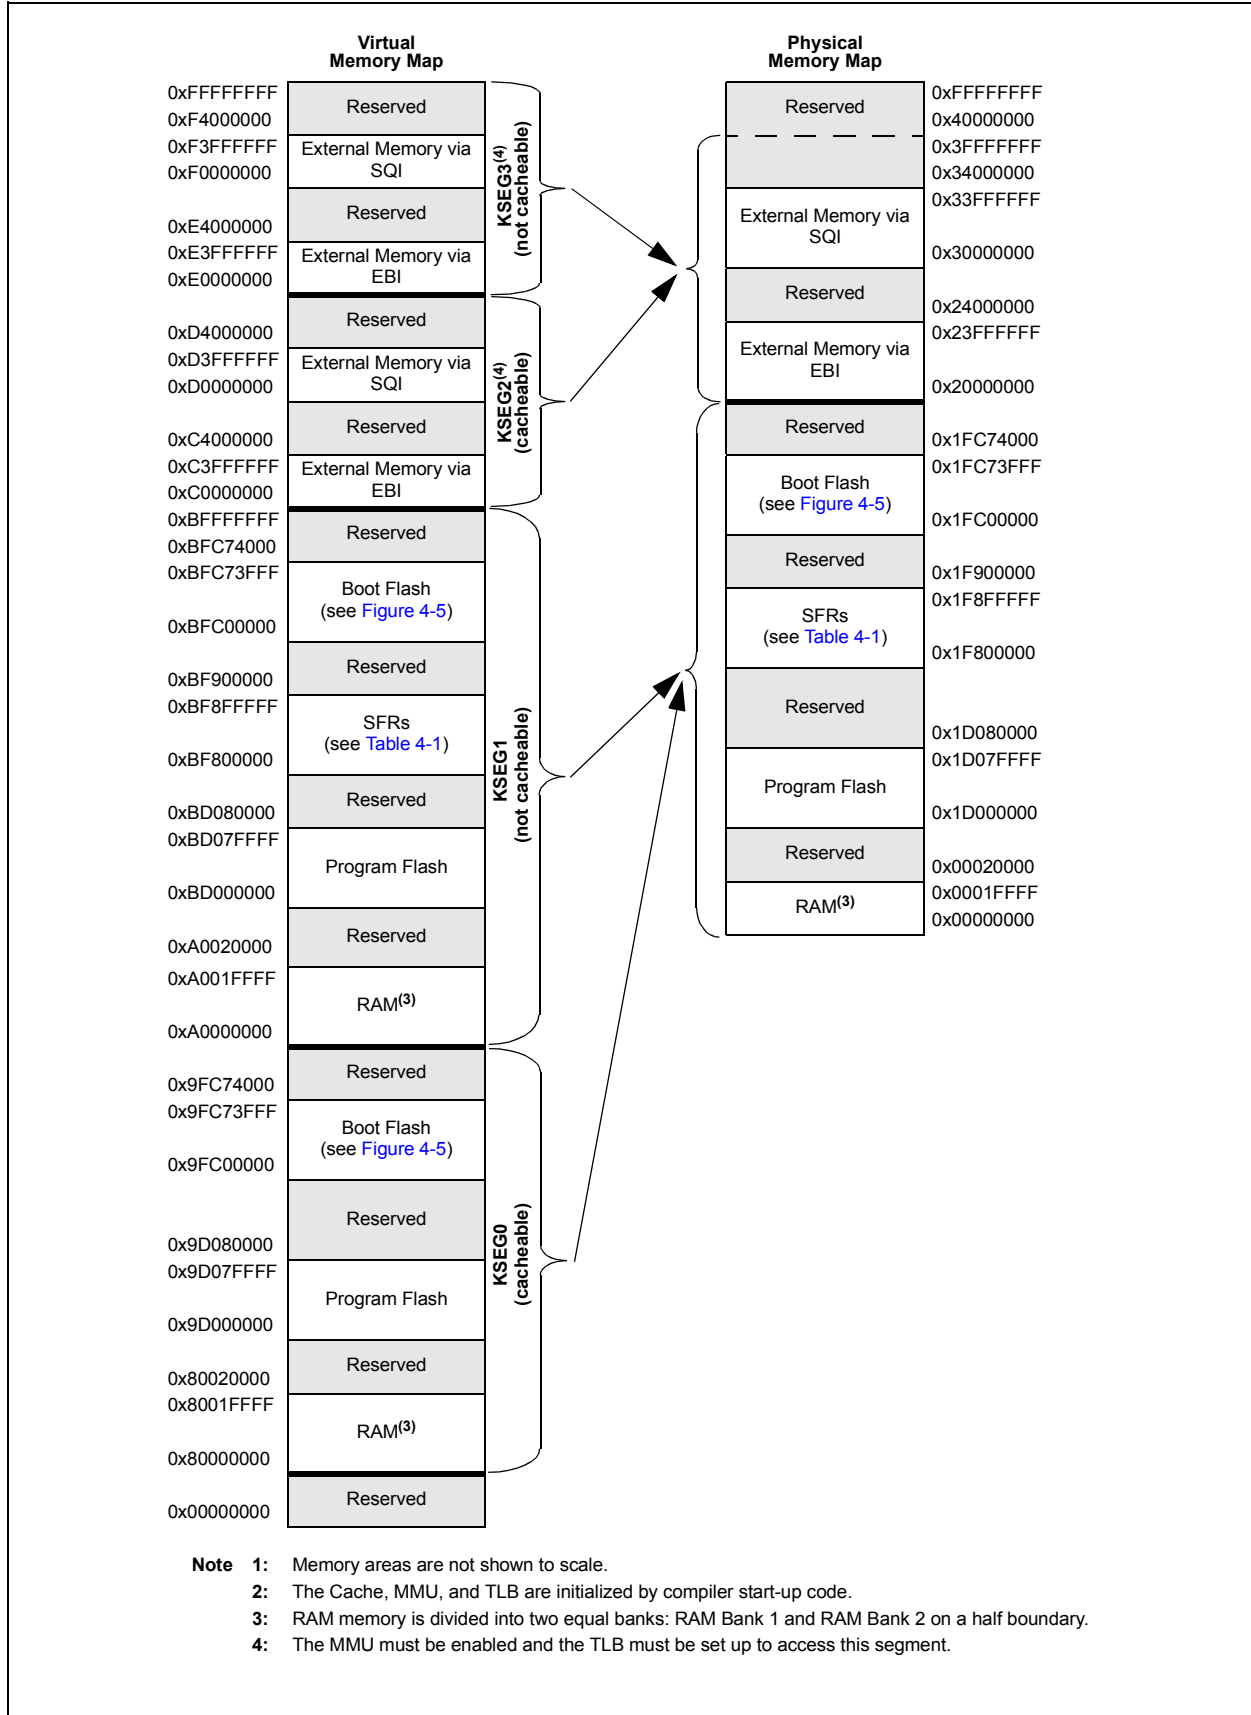 Virtual
Memory Map
0xFFFFFFFF
Reserved
0xF4000000
0xF3FFFFFF
External Memory via
SQI
0xF0000000
Reserved
0xE4000000
0xE3FFFFFF
External Memory via
EBI
0xE0000000
KSEG3(4)
(not cacheable)
Reserved
0xD4000000
0xD3FFFFFF
External Memory via
SQI
0xD0000000
Reserved
0xC4000000
0xC3FFFFFF
External Memory via
EBI
0xC0000000
KSEG2(4)
(cacheable)
0xBFFFFFFF
Reserved
0xBFC74000
0xBFC73FFF
Boot Flash
(see Figure 4-5)
0xBFC00000
Reserved
0xBF900000
0xBF8FFFFF
SFRs
(see Table 4-1)
0xBF800000
Reserved
0xBD080000
0xBD07FFFF
Program Flash
0xBD000000
Reserved
0xA0020000
0xA001FFFF
RAM(3)
0xA0000000
KSEG1
(not cacheable)
Reserved
0x9FC74000
0x9FC73FFF
Boot Flash
(see Figure 4-5)
0x9FC00000
Reserved
0x9D080000
0x9D07FFFF
Program Flash
0x9D000000
Reserved
0x80020000
0x8001FFFF
RAM(3)
0x80000000
KSEG0
(cacheable)
Reserved
0x00000000
Physical
Memory Map
0xFFFFFFFF
Reserved
0x40000000
0x3FFFFFFF
0x34000000
0x33FFFFFF
External Memory via
SQI
0x30000000
Reserved
0x24000000
0x23FFFFFF
External Memory via
EBI
0x20000000
Reserved
0x1FC74000
0x1FC73FFF
Boot Flash
(see Figure 4-5)
0x1FC00000
Reserved
0x1F900000
0x1F8FFFFF
SFRs
(see Table 4-1)
0x1F800000
Reserved
0x1D080000
0x1D07FFFF
Program Flash
0x1D000000
Reserved
0x00020000
0x0001FFFF
RAM(3)
0x00000000
Note 1: Memory areas are not shown to scale.
2: The Cache, MMU, and TLB are initialized by compiler start-up code.
3: RAM memory is divided into two equal banks: RAM Bank 1 and RAM Bank 2 on a half boundary.
4: The MMU must be enabled and the TLB must be set up to access this segment.